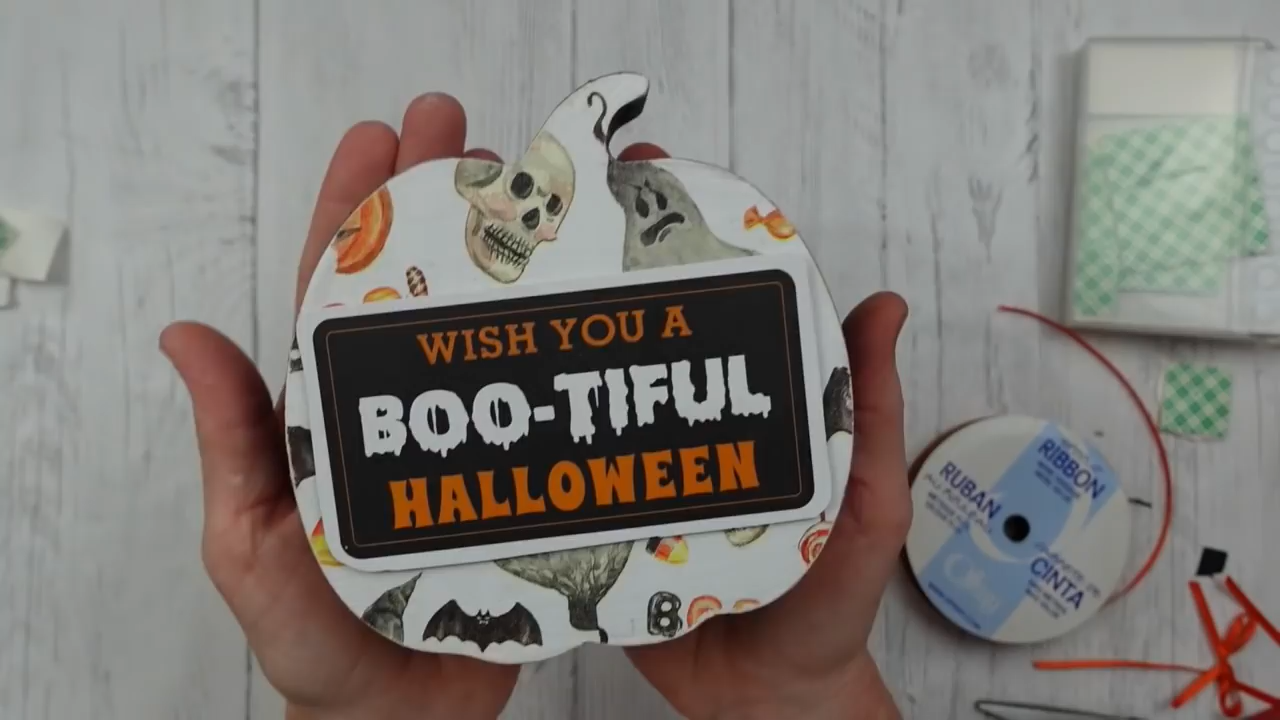 WISH YOU A
BOO-TIFUL
HALLOWEEN
B
RIBBON
RUBAN
CINTA